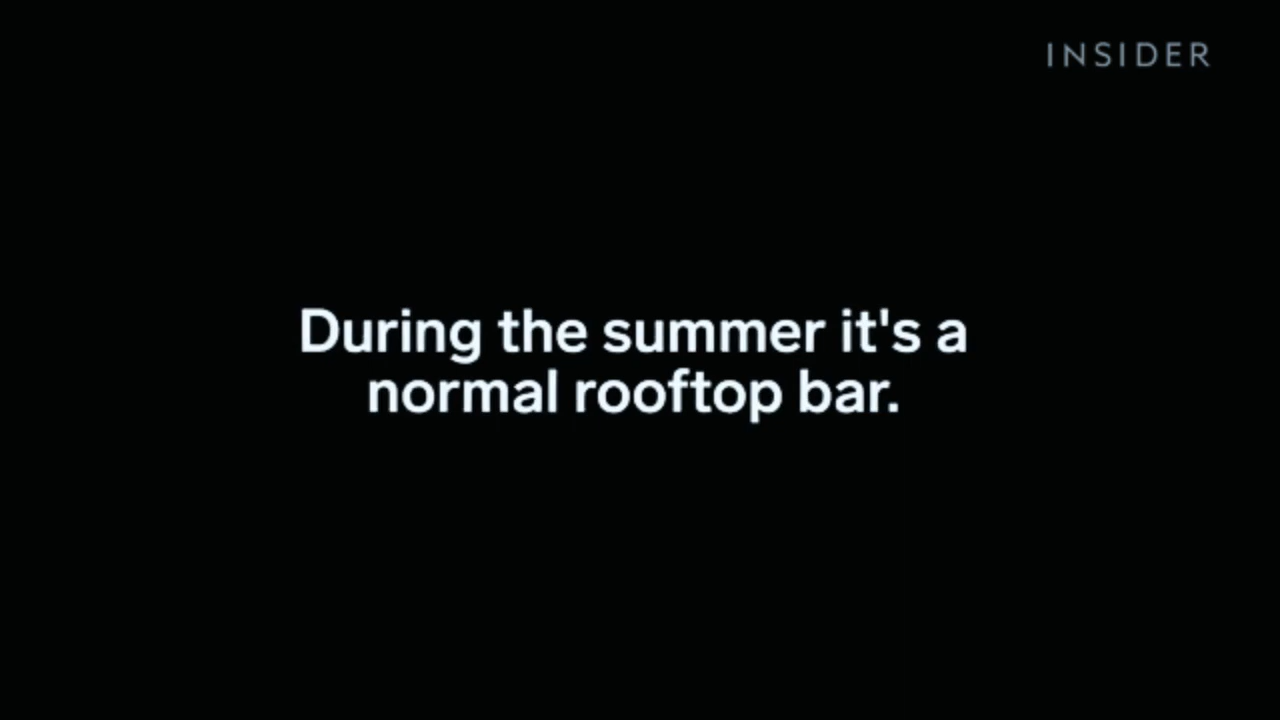 INSIDER
During the summer it's a
normal rooftop bar.